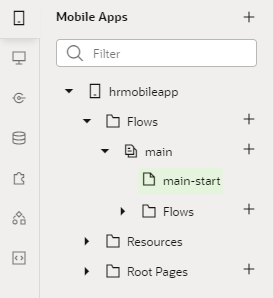 Mobile Apps
Filter
hrmobileapp
Flows
main
main-start
Flows
Resources
Root Pages